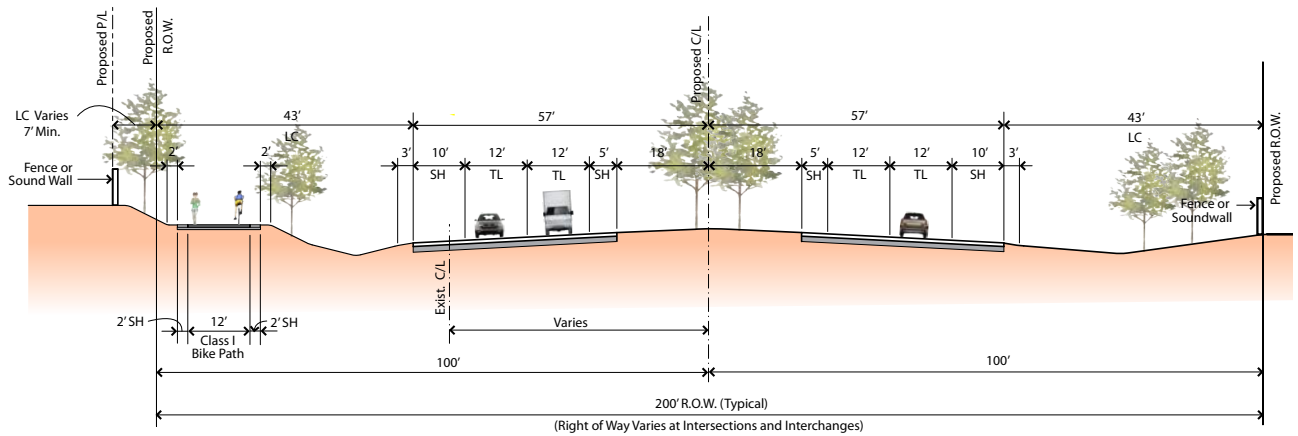 Proposed P/L
Proposed
R.O.W.
Proposed C/L
Proposed R.O.W.
LC Varies
7' Min.
43'
LC
57'
57'
43'
LC
2'
2'
3'
10'
SH
12'
TL
12'
TL
5'
SH
18'
18'
5'
SH
12'
TL
12'
TL
10'
SH
3'
Fence or
Sound Wall
Fence or
Soundwall
Exist. C/L
2' SH
12'
2' SH
Class I
Bike Path
Varies
100'
100'
200' R.O.W. (Typical)
(Right of Way Varies at Intersections and Interchanges)